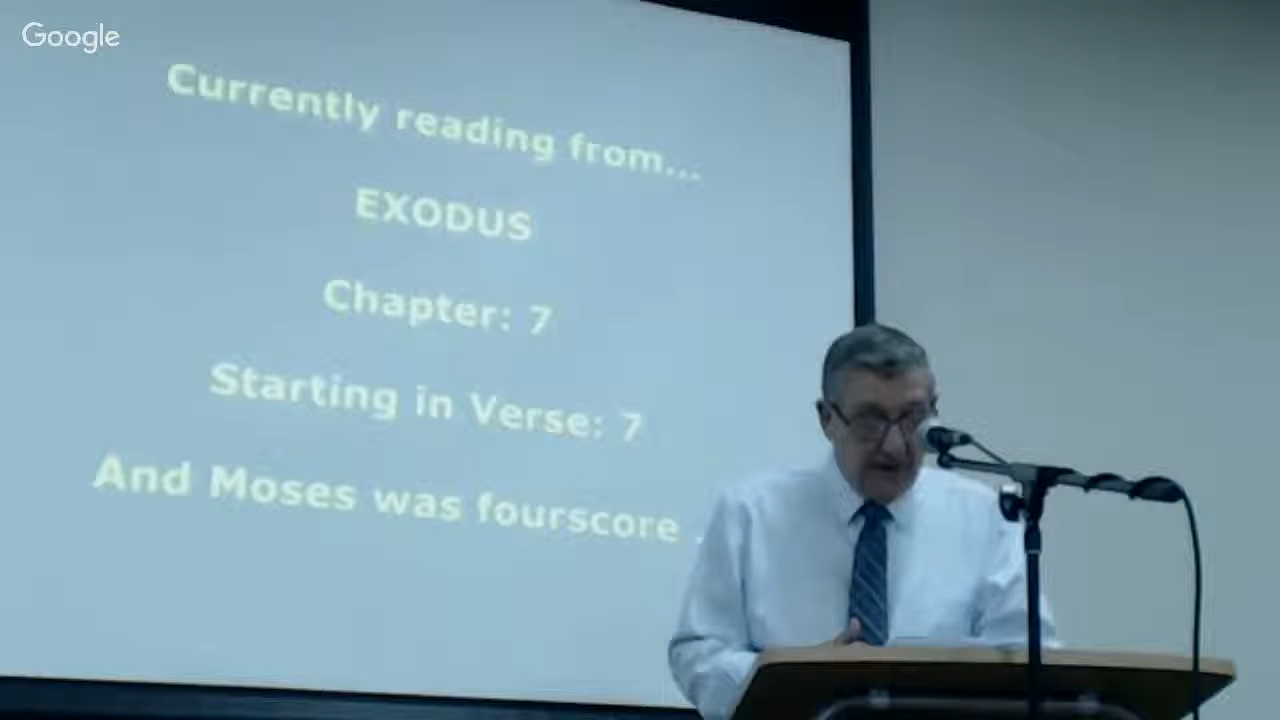 Google
Currently reading from...
EXODUS
Chapter: 7
Starting in Verse: 7
And Moses was fourscore